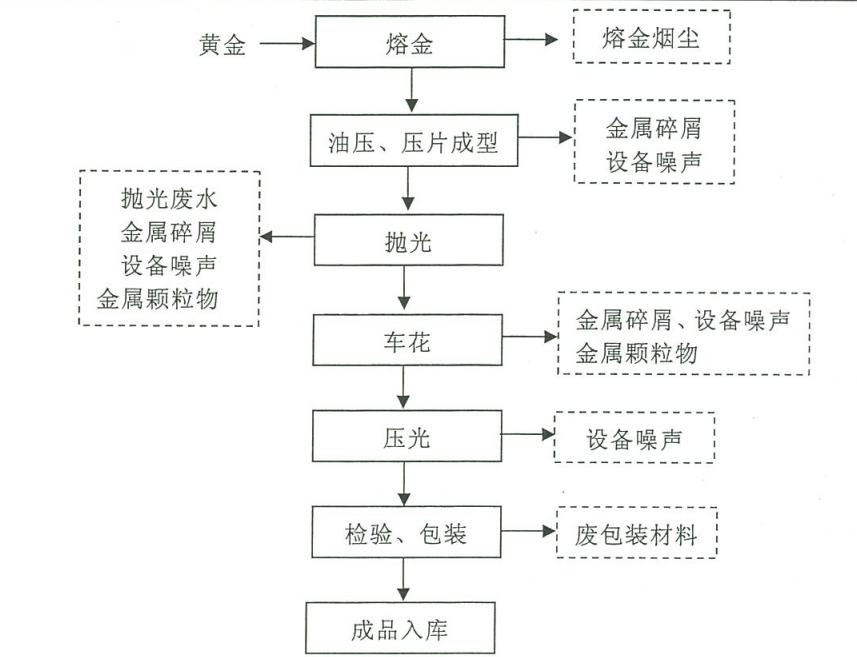 黄金
熔金
熔金烟尘
油压、压片成型
金属碎屑
设备噪声
抛光废水
金属碎屑
设备噪声
金属颗粒物
抛光
车花
金属碎屑、设备噪声
金属颗粒物
压光
设备噪声
检验、包装
废包装材料
成品入库